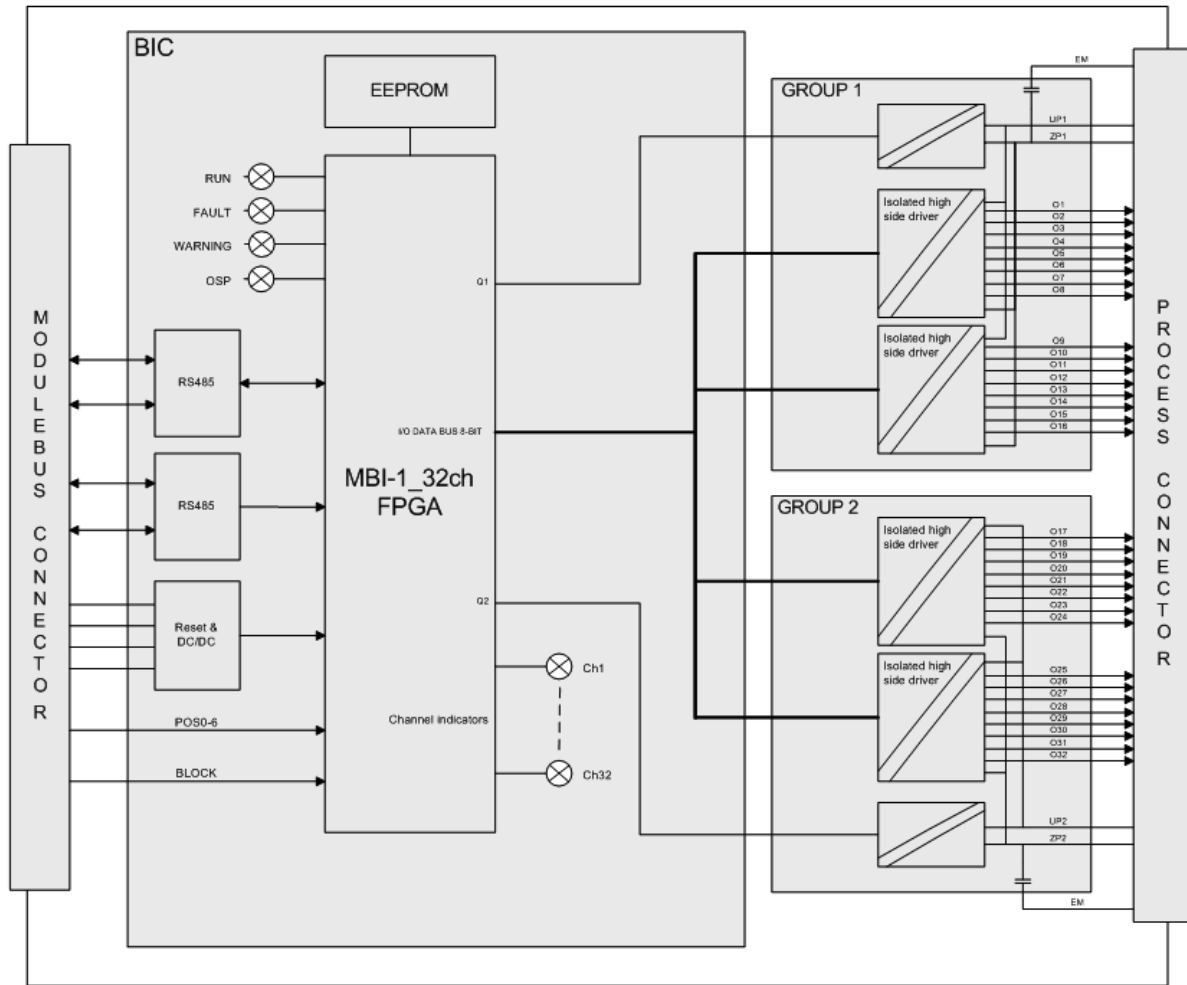 BIC
EEPROM
RUN
FAULT
WARNING
OSP
MODULEBUS CONNECTOR
RS485
RS485
Reset &
DC/DC
POS0-6
BLOCK
Q1
I/O DATA BUS 8-BIT
MBI-1_32ch
FPGA
Q2
Ch1
Channel indicators
Ch32
GROUP 1
EM
UP1
ZP1
Isolated high
side driver
O1
O2
O3
O4
O5
O6
O7
O8
Isolated high
side driver
O9
O10
O11
O12
O13
O14
O15
O16
GROUP 2
Isolated high
side driver
O17
O18
O19
O20
O21
O22
O23
O24
Isolated high
side driver
O25
O26
O27
O28
O29
O30
O31
O32
UP2
ZP2
EM
PROCESS CONNECTOR